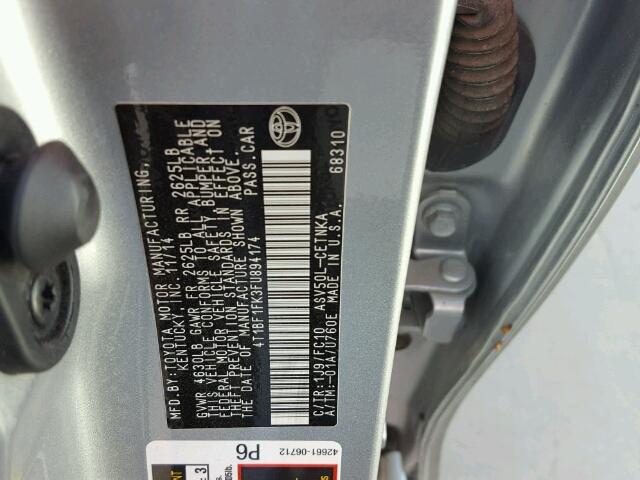 MFD.BY:TOYOTA MOTOR MANUFACTURING,
KENTUCKY, INC. 11/14
GVWR 4630LB GAWR FR 2625LB RR 2625LB
THIS VEHICLE CONFORMS TO ALL APPLICABLE
FEDERAL MOTOR VEHICLE SAFETY, BUMPER, AND
THEFT PREVENTION STANDARDS IN EFFECT ON
THE DATE OF MANUFACTURE SHOWN ABOVE.
4T1BF1FK3FU894174 PASS.CAR
C/TR:1J9/FC10 ASV50L-CETNKA 68310
A/TM:-01A/U760E MADE IN U.S.A.
42661-06712
P6